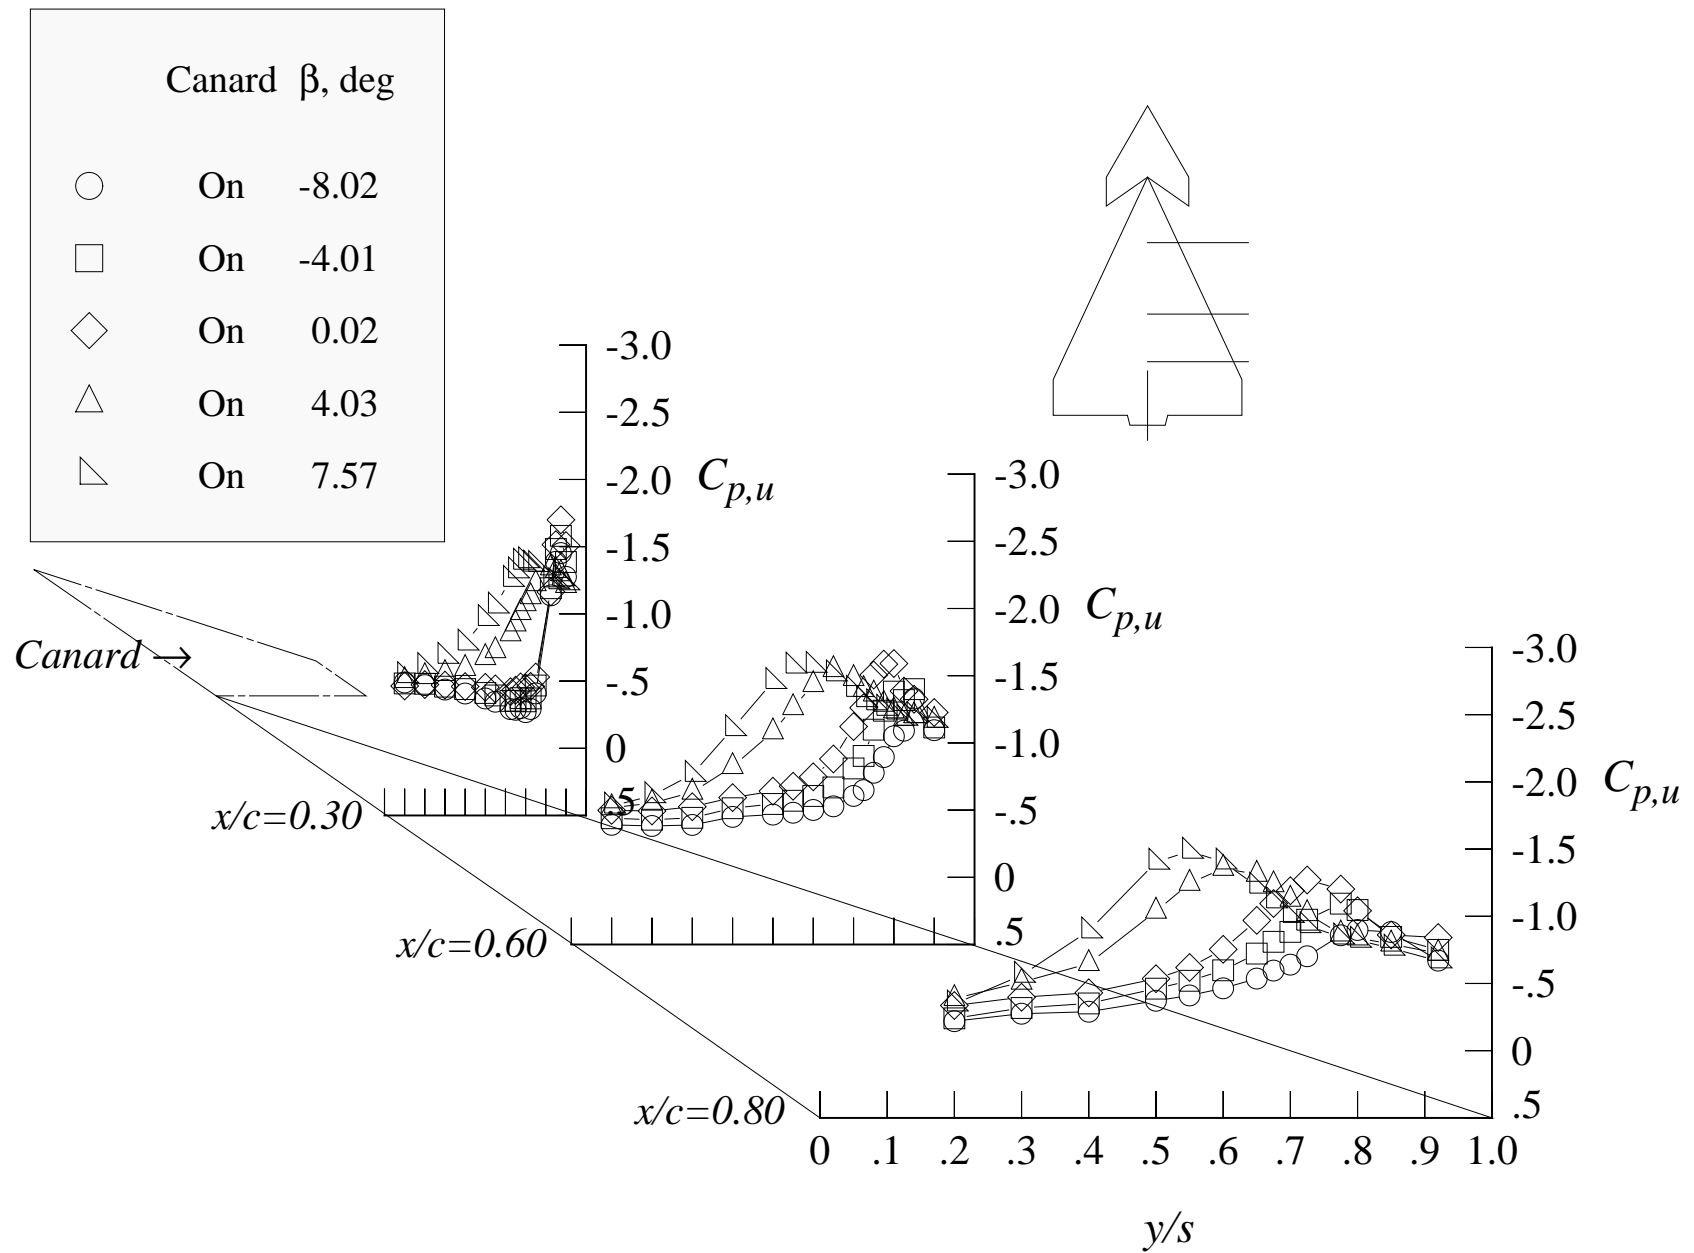 Canard β, deg
On -8.02
On -4.01
On 0.02
On 4.03
On 7.57
Canard →
-3.0
-2.5
-2.0
-1.5
-1.0
-.5
0
.5
C_{p,u}
x/c=0.30
-3.0
-2.5
-2.0
-1.5
-1.0
-.5
0
.5
C_{p,u}
x/c=0.60
-3.0
-2.5
-2.0
-1.5
-1.0
-.5
0
.5
C_{p,u}
x/c=0.80
0 .1 .2 .3 .4 .5 .6 .7 .8 .9 1.0
y/s